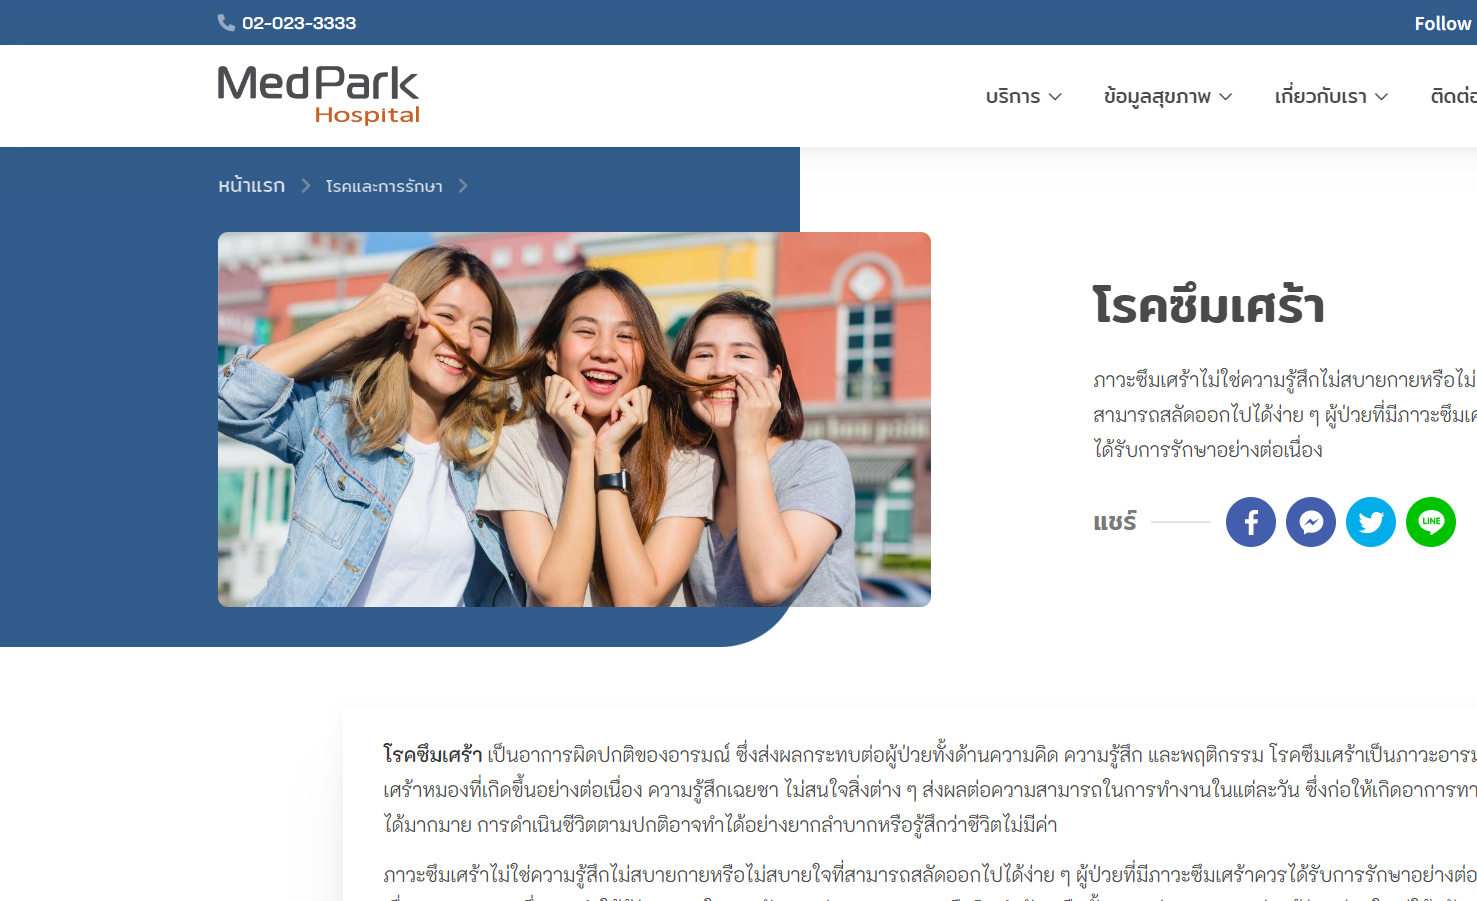 02-023-3333
Follow
MedPark
Hospital
บริการ
ข้อมูลสุขภาพ
เกี่ยวกับเรา
ติดต่อ
หน้าแรก
โรคและการรักษา
โรคซึมเศร้า
ภาวะซึมเศร้าไม่ใช่ความรู้สึกไม่สบายกายหรือไม่
สามารถสลัดออกไปได้ง่าย ๆ ผู้ป่วยที่มีภาวะซึมเศ
ได้รับการรักษาอย่างต่อเนื่อง
แชร์
LINE
โรคซึมเศร้า เป็นอาการผิดปกติของอารมณ์ ซึ่งส่งผลกระทบต่อผู้ป่วยทั้งด้านความคิด ความรู้สึก และพฤติกรรม โรคซึมเศร้าเป็นภาวะอารม
เศร้าหมองที่เกิดขึ้นอย่างต่อเนื่อง ความรู้สึกเฉยชา ไม่สนใจสิ่งต่าง ๆ ส่งผลต่อความสามารถในการทำงานในแต่ละวัน ซึ่งก่อให้เกิดอาการทา
ได้มากมาย การดำเนินชีวิตตามปกติอาจทำได้อย่างยากลำบากหรือรู้สึกว่าชีวิตไม่มีค่า
ภาวะซึมเศร้าไม่ใช่ความรู้สึกไม่สบายกายหรือไม่สบายใจที่สามารถสลัดออกไปได้ง่าย ๆ ผู้ป่วยที่มีภาวะซึมเศร้าควรได้รับการรักษาอย่างต่อ